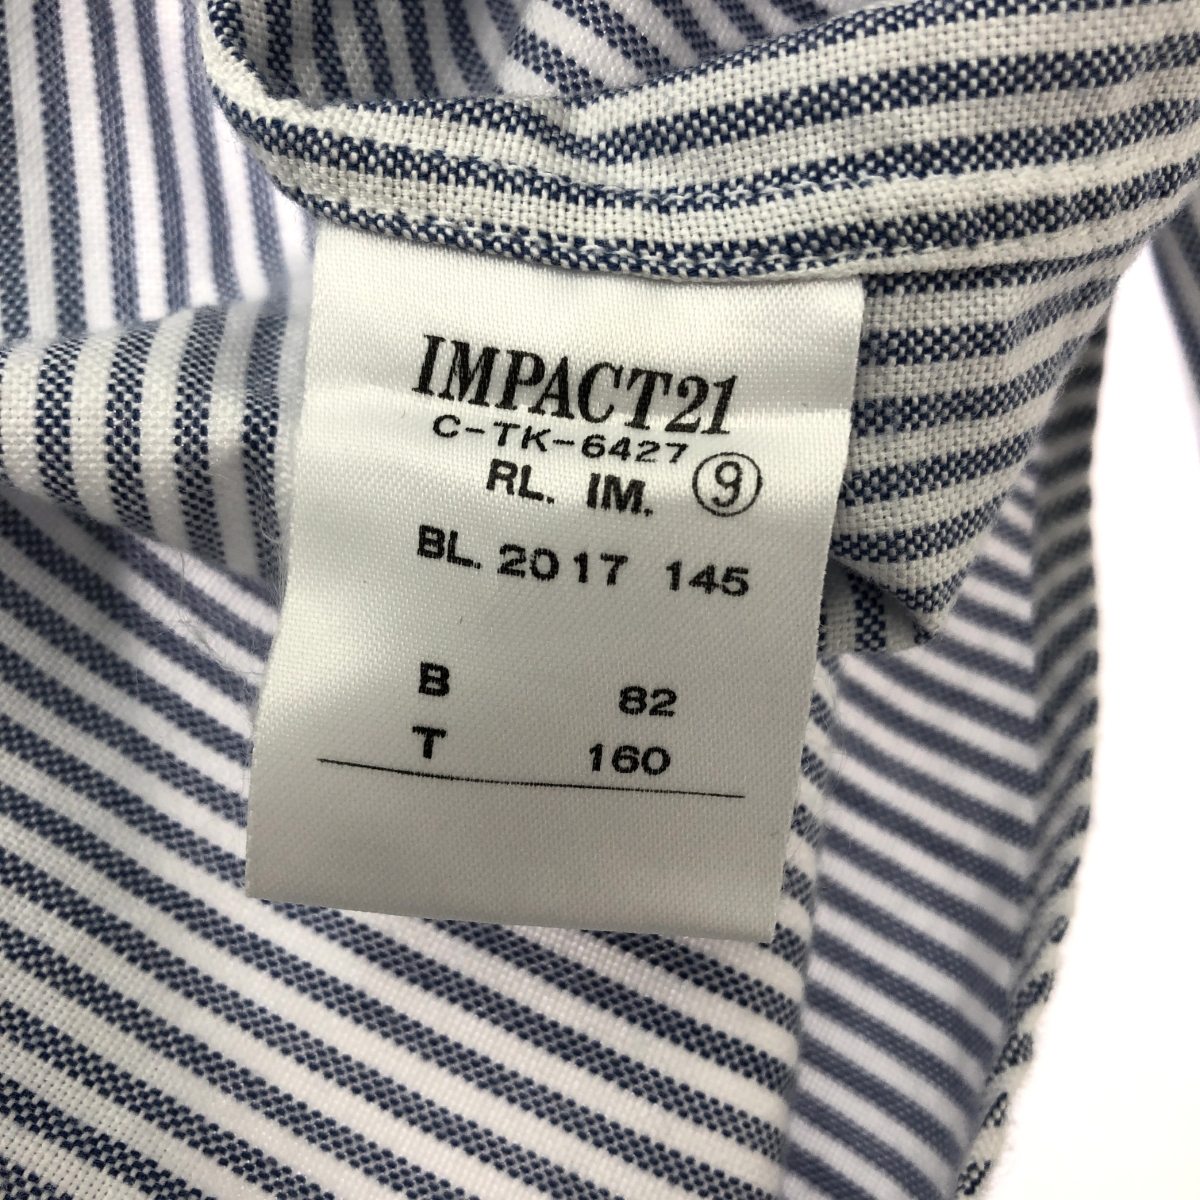 IMPACT21
C-TK-6427
RL. IM. ⑨
BL. 2017 145
B 82
T 160